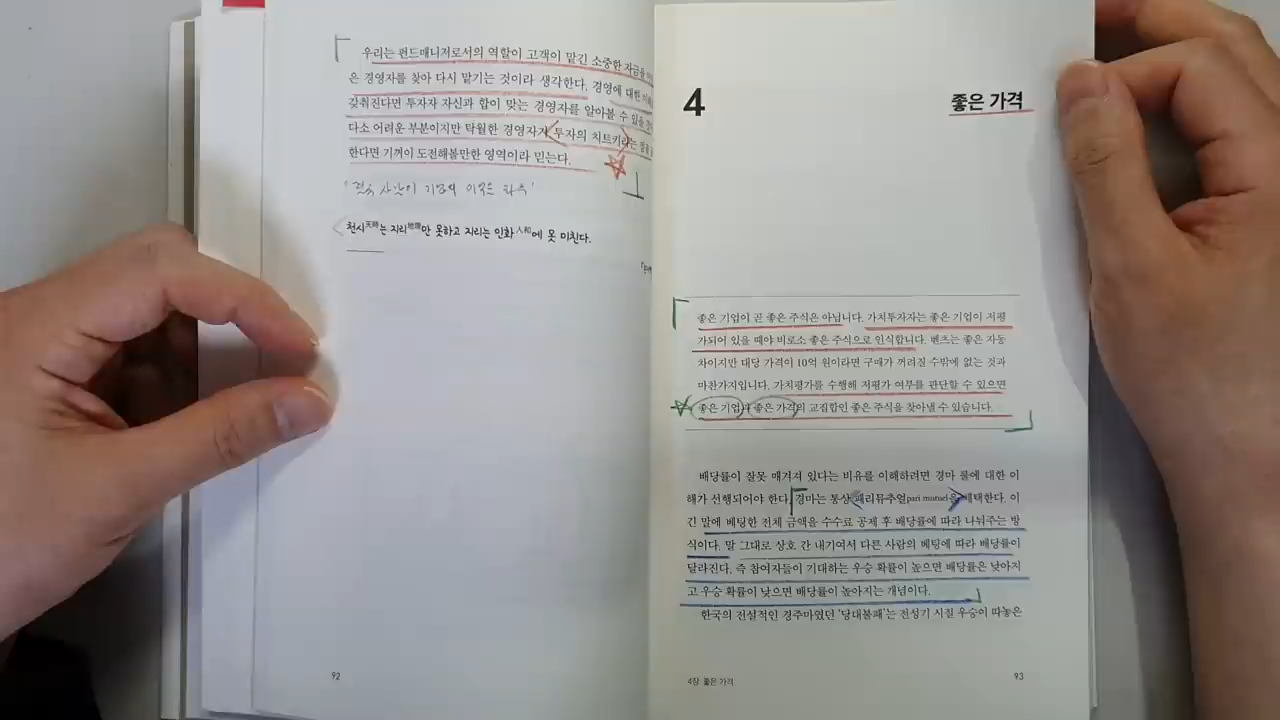 우리는 펀드매니저로서의 역할이 고객이 맡긴 소중한 자금을
은 경영자를 찾아 다시 맡기는 것이라 생각한다. 경영에 대한
갖춰진다면 투자자 자신과 합이 맞는 경영자를 알아볼 수 있을
다소 어려운 부분이지만 탁월한 경영자가 투자의 치트키라는 말을
한다면 기꺼이 도전해볼만한 영역이라 믿는다.
천시天時는 지리地理만 못하고 지리는 인화人和에 못 미친다.
92
4
좋은 가격
좋은 기업이 곧 좋은 주식은 아닙니다. 가치투자자는 좋은 기업이 저평
가되어 있을 때야 비로소 좋은 주식으로 인식합니다. 벤츠는 좋은 자동
차이지만 대당 가격이 10억 원이라면 구매가 꺼려질 수밖에 없는 것과
마찬가지입니다. 가치평가를 수행해 저평가 여부를 판단할 수 있으면
좋은 기업과 좋은 가격의 교집합인 좋은 주식을 찾아낼 수 있습니다.
배당률이 잘못 매겨져 있다는 비유를 이해하려면 경마 룰에 대한 이
해가 선행되어야 한다. 경마는 통상 패리뮤추얼pari mutuel을 채택한다. 이
긴 말에 베팅한 전체 금액을 수수료 공제 후 배당률에 따라 나눠주는 방
식이다. 말 그대로 상호 간 내기여서 다른 사람의 베팅에 따라 배당률이
달라진다. 즉 참여자들이 기대하는 우승 확률이 높으면 배당률은 낮아지
고 우승 확률이 낮으면 배당률이 높아지는 개념이다.
한국의 전설적인 경주마였던 '당대불패'는 전성기 시절 우승이 따놓은
4장 좋은 가격
93